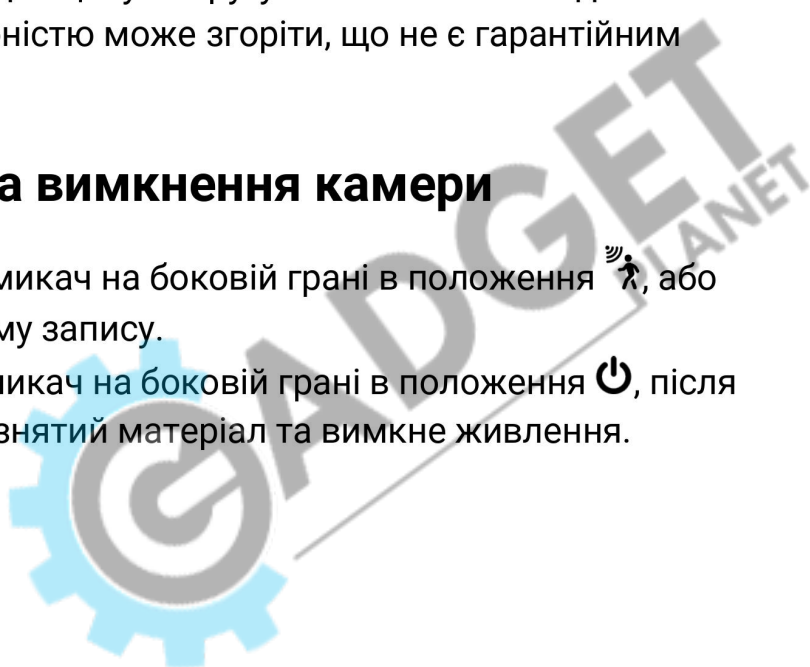 ністю може згоріти, що не є гарантійним
а вимкнення камери
микач на боковій грані в положення , або
му запису.
микач на боковій грані в положення , після
знятий матеріал та вимкне живлення.
GADGET
PLANET